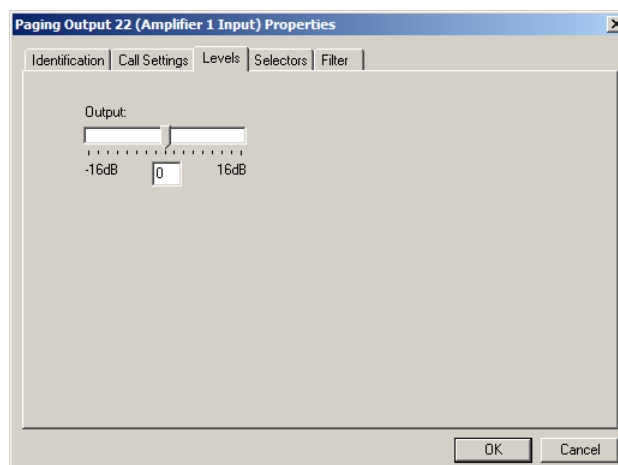 Paging Output 22 (Amplifier 1 Input) Properties
Identification Call Settings Levels Selectors Filter
Output:
-16dB 0 16dB
OK Cancel